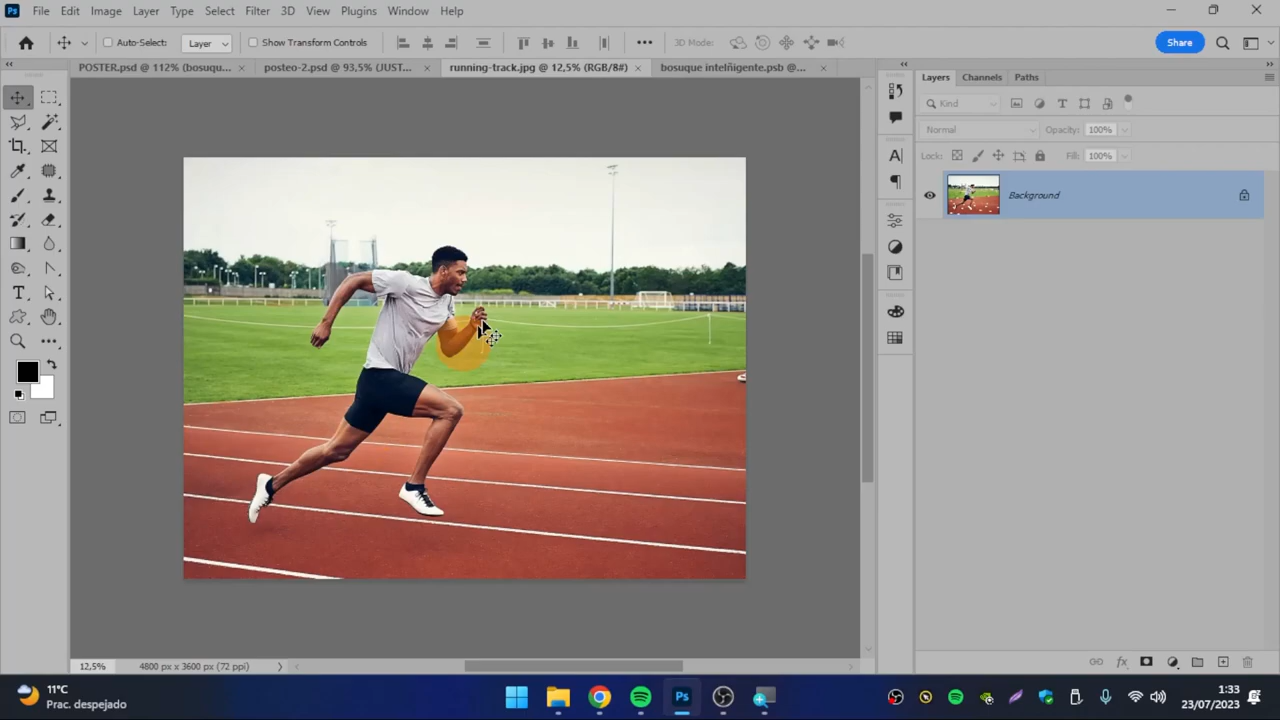 Ps File Edit Image Layer Type Select Filter 3D View Plugins Window Help
Auto-Select: Layer Show Transform Controls 3D Mode: Share
POSTER.psd @ 112% (bosuqu... posteo-2.psd @ 93,5% (JUST... running-track.jpg @ 12,5% (RGB/8#) bosuque intelñigente.psb @...
Layers Channels Paths
Kind
Normal Opacity: 100%
Lock: Fill: 100%
Background
12,5% 4800 px x 3600 px (72 ppi)
11°C
Prac. despejado
Ps
1:33
23/07/2023